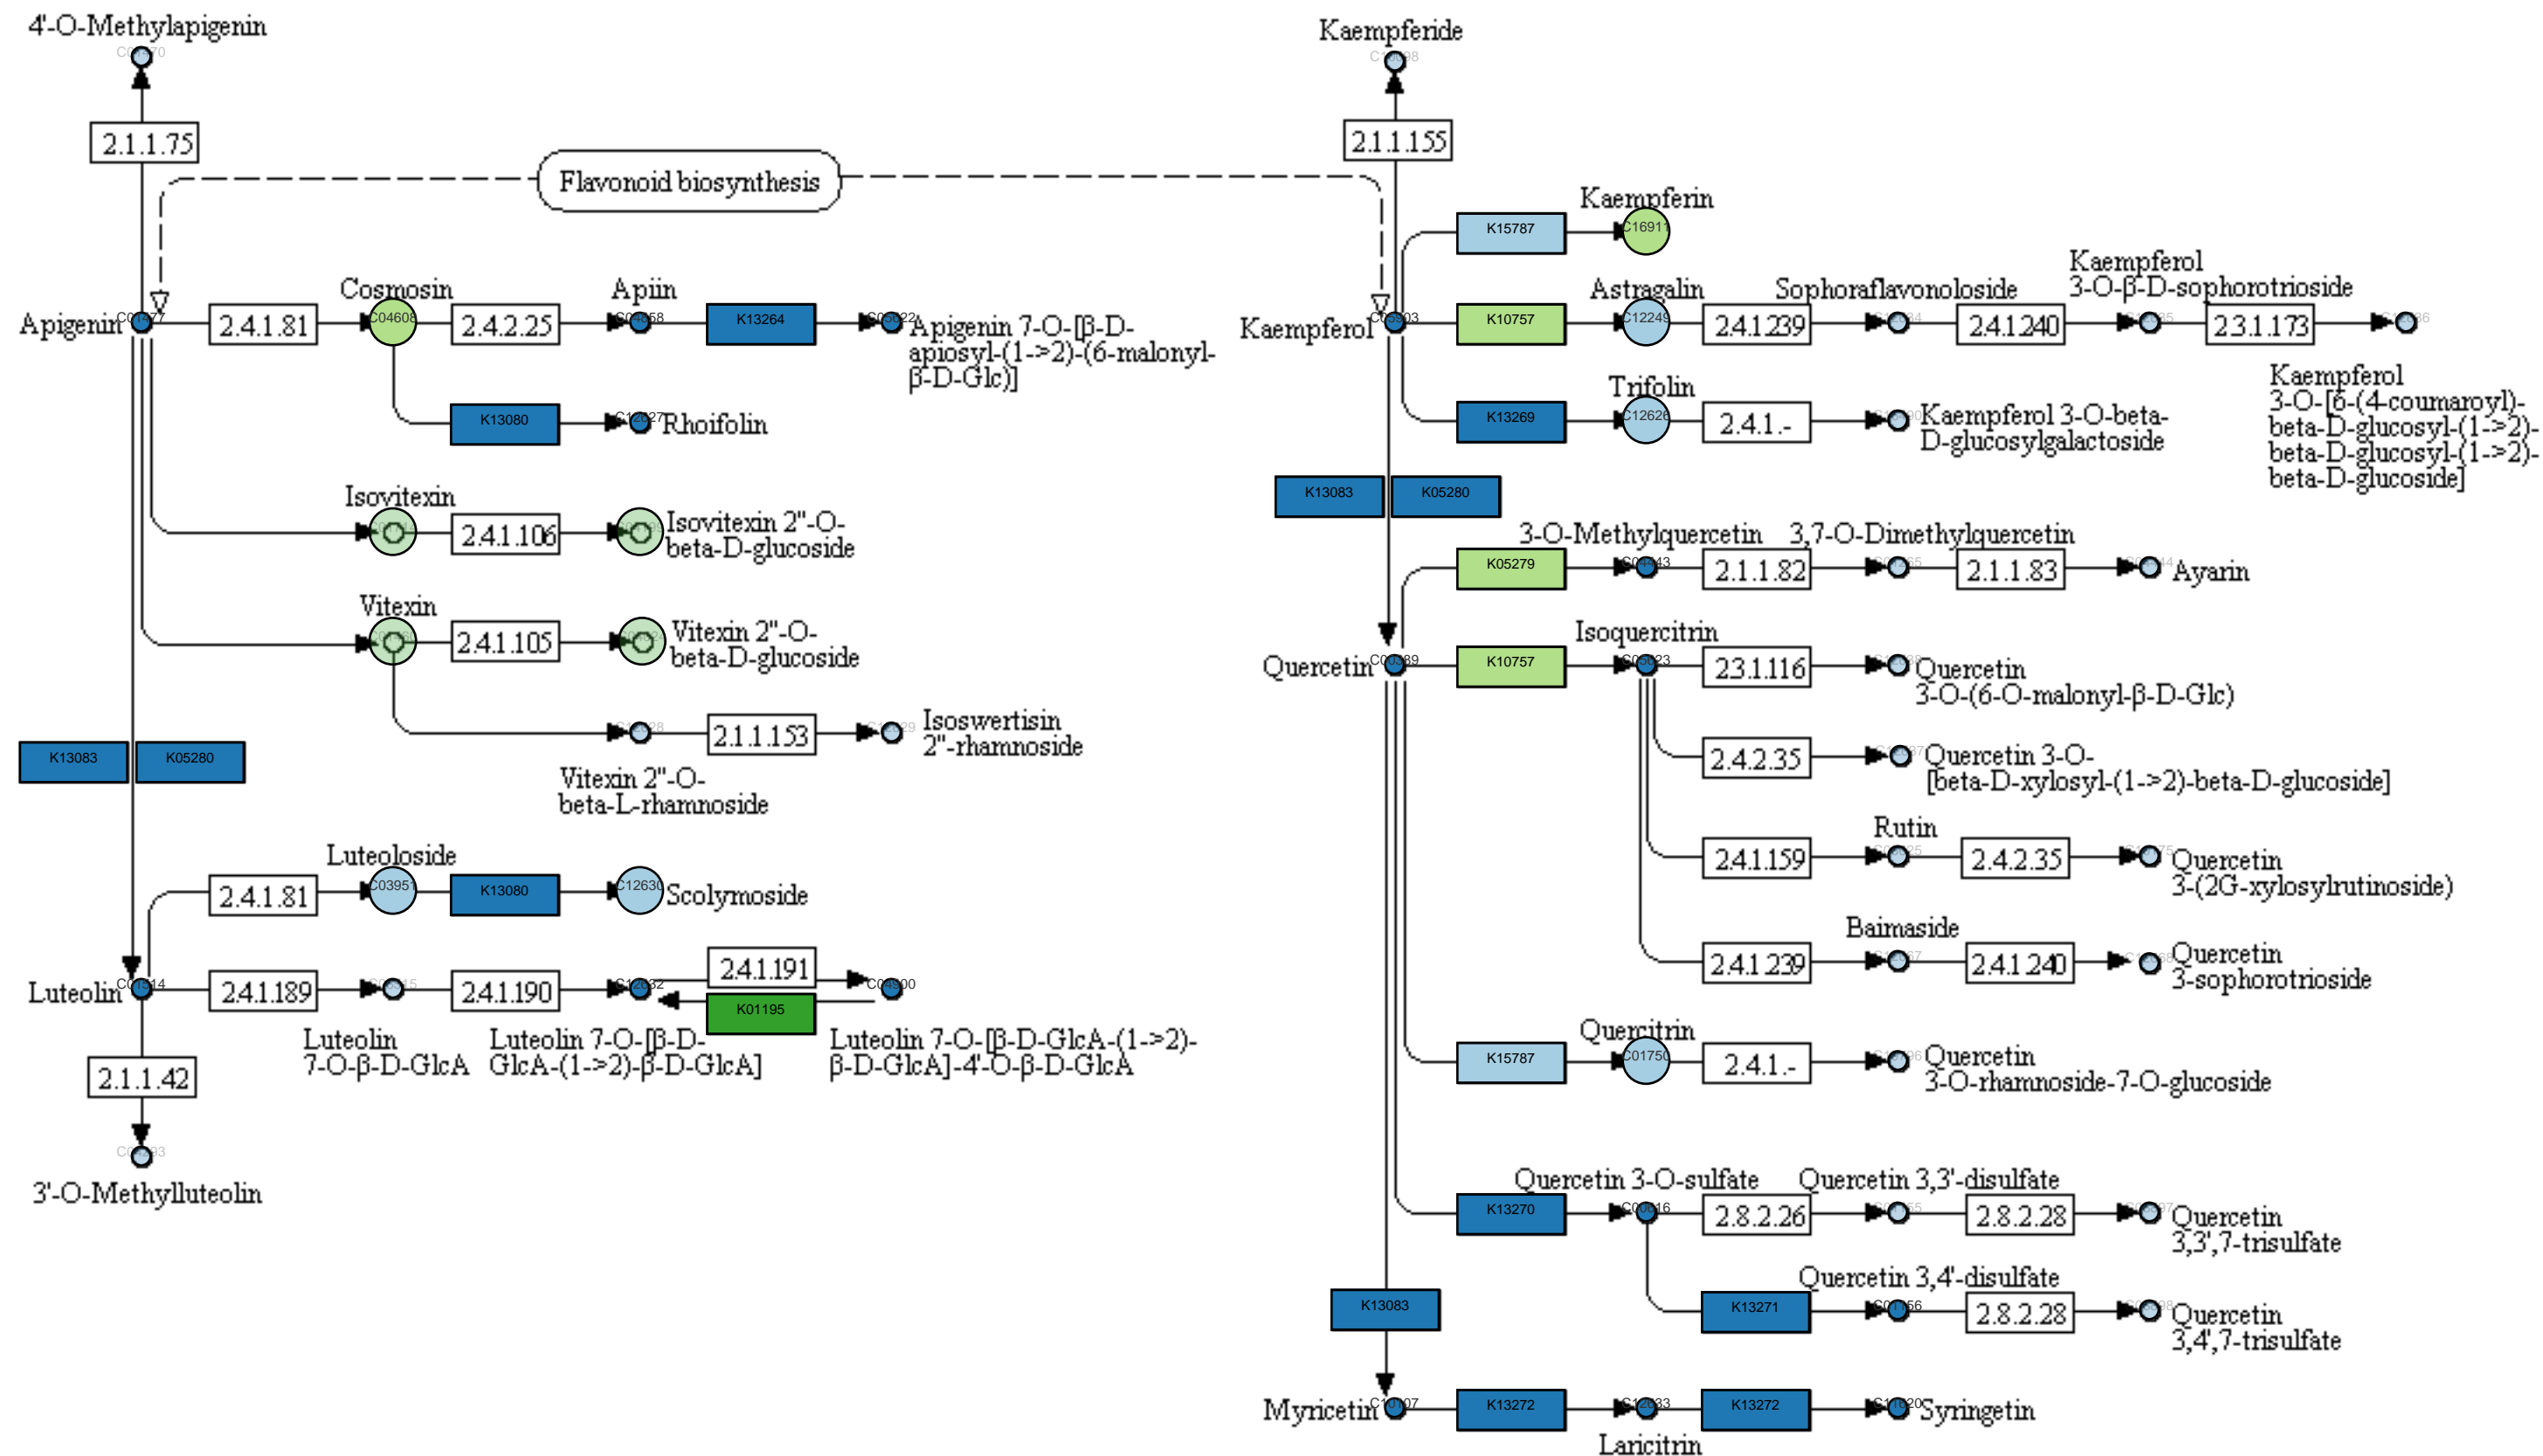 4'-O-Methylapigenin
2.1.1.75
Flavonoid biosynthesis
Kaempferide
2.1.1.155
Kaempferin
K15787
C16911
Apigenin
2.4.1.81
Cosmosin
C04608
2.4.2.25
Apiin
K13264
Apigenin 7-O-[β-D-
apiosyl-(1->2)-(6-malonyl-
β-D-Glc)]
K13080
Rhoifolin
Kaempferol
K10757
Astragalin
C12249
2.4.1.239
Sophoraflavonoloside
2.4.1.240
Kaempferol
3-O-β-D-sophorotrioside
2.3.1.173
Kaempferol
3-O-[6-(4-coumaroyl)-
beta-D-glucosyl-(1->2)-
beta-D-glucosyl-(1->2)-
beta-D-glucoside]
K13269
Trifolin
C12626
2.4.1.-
Kaempferol 3-O-beta-
D-glucosylgalactoside
K13083
K05280
Isovitexin
2.4.1.106
Isovitexin 2"-O-
beta-D-glucoside
Vitexin
2.4.1.105
Vitexin 2"-O-
beta-D-glucoside
2.1.1.153
Isoswertisin
2"-rhamnoside
Vitexin 2"-O-
beta-L-rhamnoside
K13083
K05280
K05279
3-O-Methylquercetin
2.1.1.82
3,7-O-Dimethylquercetin
2.1.1.83
Ayarin
Quercetin
K10757
Isoquercitrin
2.3.1.116
Quercetin
3-O-(6-O-malonyl-β-D-Glc)
2.4.2.35
Quercetin 3-O-
[beta-D-xylosyl-(1->2)-beta-D-glucoside]
2.4.1.159
Rutin
2.4.2.35
Quercetin
3-(2G-xylosylrutinoside)
2.4.1.239
Baimaside
2.4.1.240
Quercetin
3-sophorotrioside
Luteoloside
2.4.1.81
C03951
K13080
C12630
Scolymoside
Luteolin
2.4.1.189
2.4.1.190
2.4.1.191
K01195
Luteolin
7-O-β-D-GlcA
Luteolin 7-O-[β-D-
GlcA-(1->2)-β-D-GlcA]
Luteolin 7-O-[β-D-GlcA-(1->2)-
β-D-GlcA]-4'-O-β-D-GlcA
2.1.1.42
3'-O-Methylluteolin
K15787
Quercitrin
C01750
2.4.1.-
Quercetin
3-O-rhamnoside-7-O-glucoside
Quercetin 3-O-sulfate
K13270
2.8.2.26
Quercetin 3,3'-disulfate
2.8.2.28
Quercetin
3,3',7-trisulfate
K13271
Quercetin 3,4'-disulfate
2.8.2.28
Quercetin
3,4',7-trisulfate
K13083
Myricetin
K13272
Laricitrin
K13272
Syringetin